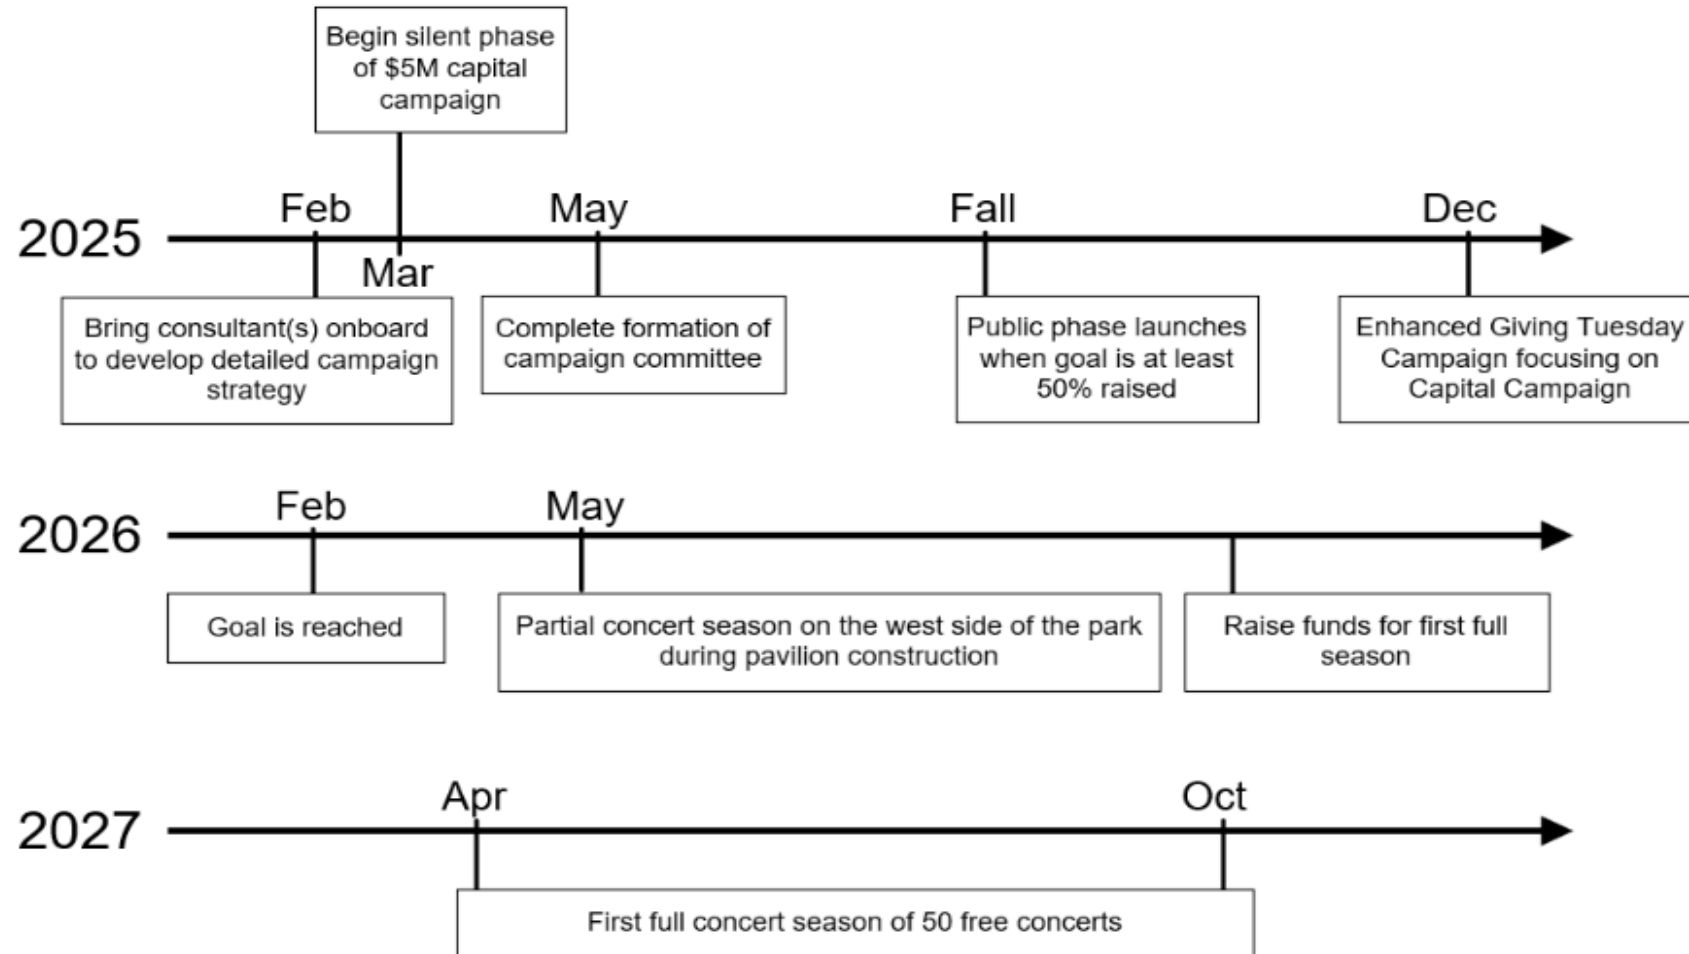 Begin silent phase
of $5M capital
campaign
2025
Feb
Mar
May
Fall
Dec
Bring consultant(s) onboard
to develop detailed campaign
strategy
Complete formation of
campaign committee
Public phase launches
when goal is at least
50% raised
Enhanced Giving Tuesday
Campaign focusing on
Capital Campaign
2026
Feb
May
Goal is reached
Partial concert season on the west side of the park
during pavilion construction
Raise funds for first full
season
2027
Apr
Oct
First full concert season of 50 free concerts